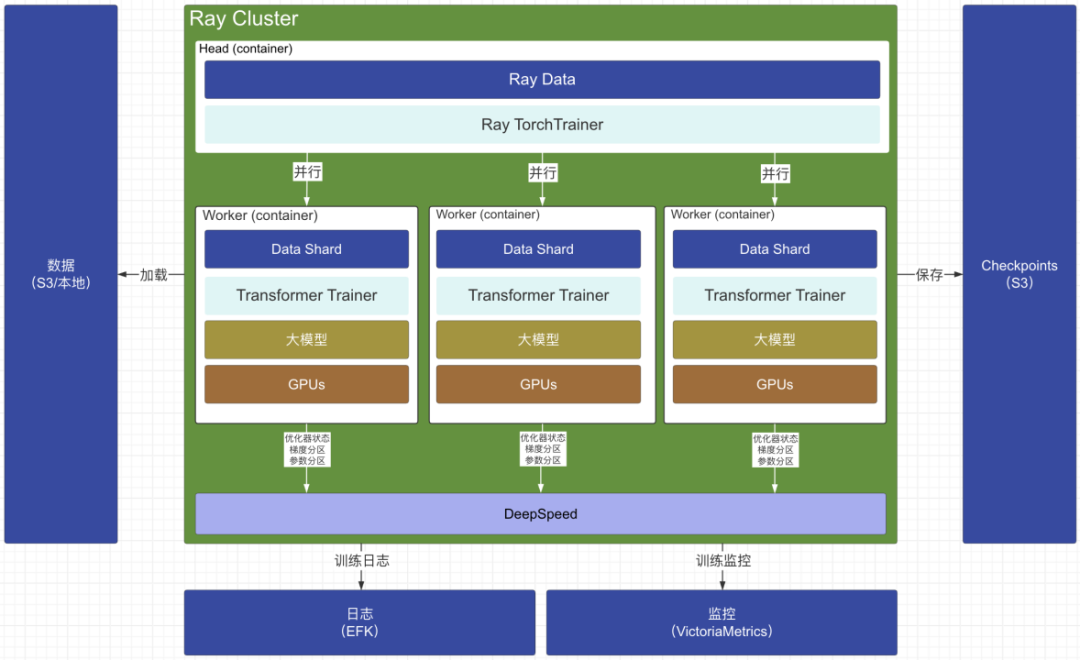 Ray Cluster
Head (container)
Ray Data
Ray TorchTrainer
并行
并行
并行
Worker (container)
Data Shard
Transformer Trainer
大模型
GPUs
Worker (container)
Data Shard
Transformer Trainer
大模型
GPUs
Worker (container)
Data Shard
Transformer Trainer
大模型
GPUs
数据
(S3/本地)
加载
保存
Checkpoints
(S3)
优化器状态
梯度分区
参数分区
优化器状态
梯度分区
参数分区
优化器状态
梯度分区
参数分区
DeepSpeed
训练日志
训练监控
日志
(EFK)
监控
(VictoriaMetrics)